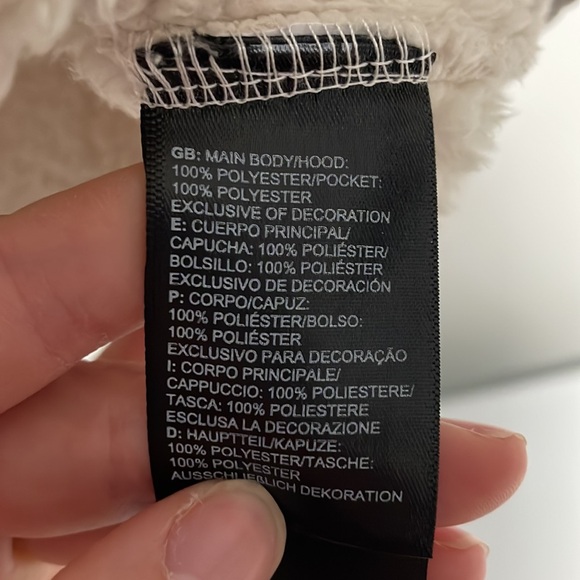 GB: MAIN BODY/HOOD:
100% POLYESTER/POCKET:
100% POLYESTER
EXCLUSIVE OF DECORATION
E: CUERPO PRINCIPAL/
CAPUCHA: 100% POLIÉSTER/
BOLSILLO: 100% POLIÉSTER
EXCLUSIVO DE DECORACIÓN
P: CORPO/CAPUZ:
100% POLIÉSTER/BOLSO:
100% POLIÉSTER
EXCLUSIVO PARA DECORAÇÃO
I: CORPO PRINCIPALE/
CAPPUCCIO: 100% POLIESTERE/
TASCA: 100% POLIESTERE
ESCLUSA LA DECORAZIONE
D: HAUPTTEIL/KAPUZE:
100% POLYESTER/TASCHE:
100% POLYESTER
AUSSCHLIEẞLICH DEKORATION